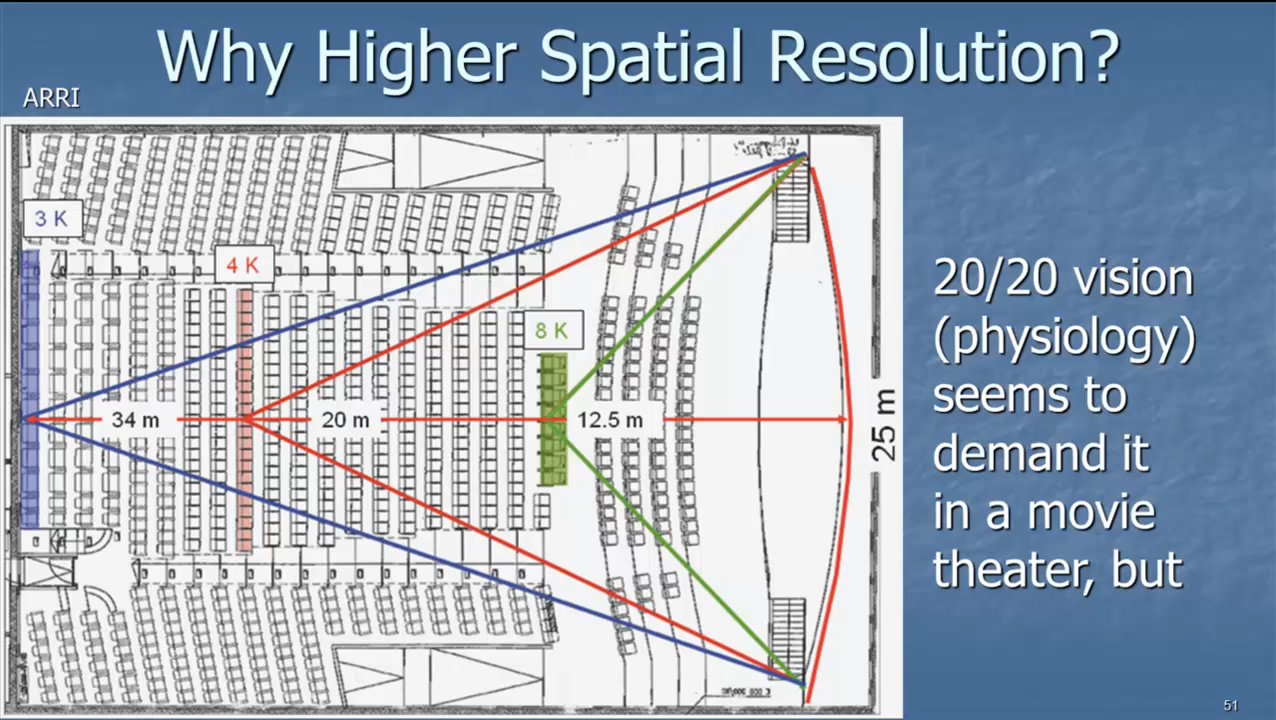 Why Higher Spatial Resolution?
ARRI
3 K
4 K
8 K
34 m
20 m
12.5 m
25 m
20/20 vision
(physiology)
seems to
demand it
in a movie
theater, but
51